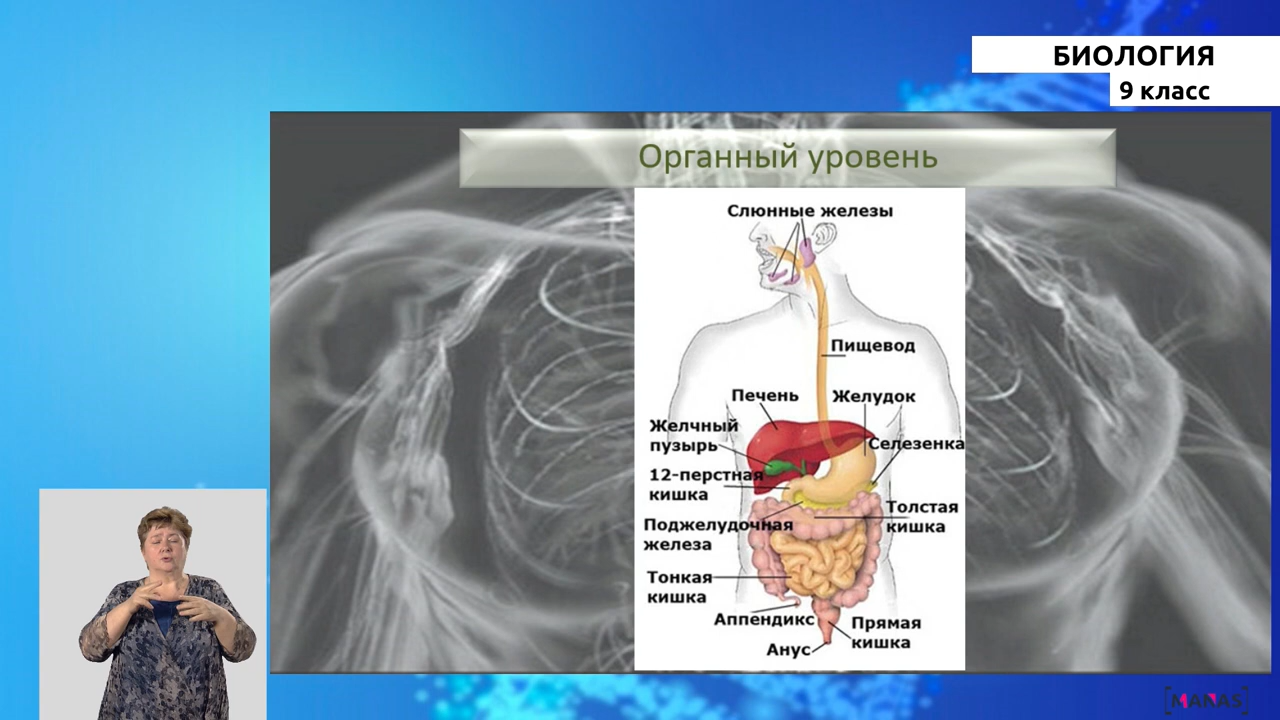 БИОЛОГИЯ
9 класс
Органный уровень
Слюнные железы
Пищевод
Печень
Желудок
Желчный
пузырь
Селезенка
12-перстная
кишка
Толстая
кишка
Поджелудочная
железа
Тонкая
кишка
Аппендикс
Прямая
кишка
Анус
MANAS